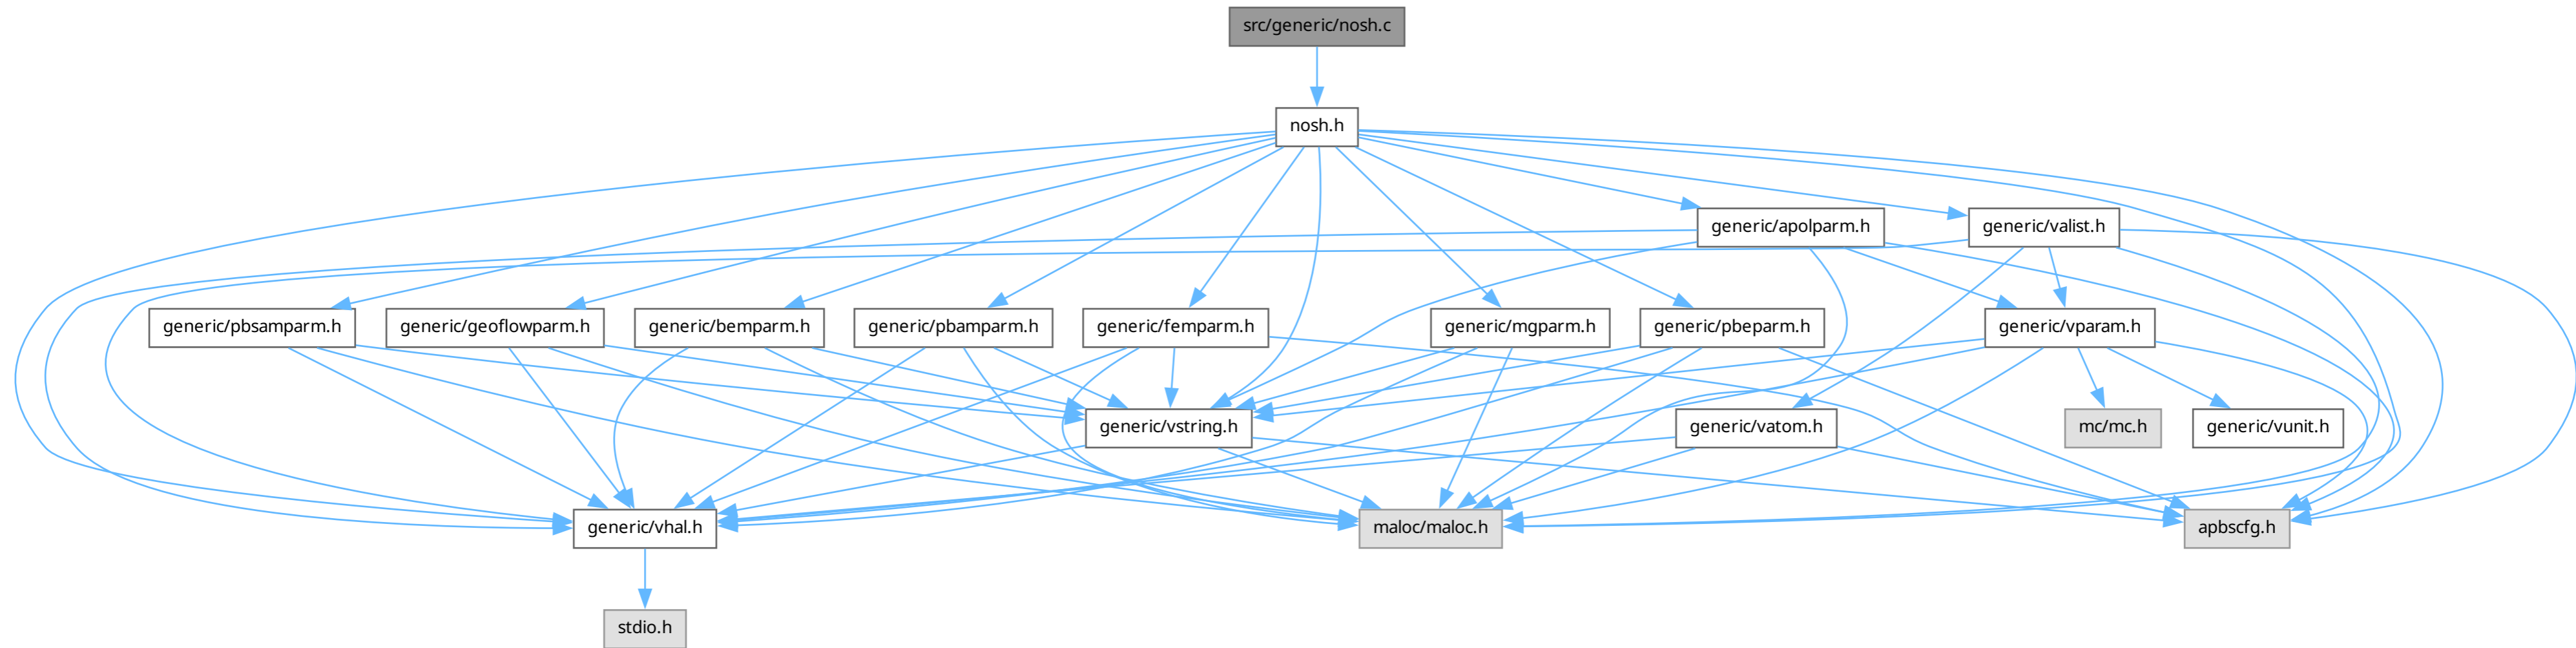 src/generic/nosh.c
nosh.h
generic/apolparm.h
generic/valist.h
generic/pbsamparm.h
generic/geoflowparm.h
generic/bemparm.h
generic/pbamparm.h
generic/femparm.h
generic/mgparm.h
generic/pbeparm.h
generic/vparam.h
generic/vstring.h
generic/vatom.h
mc/mc.h
generic/vunit.h
generic/vhal.h
maloc/maloc.h
apbscfg.h
stdio.h